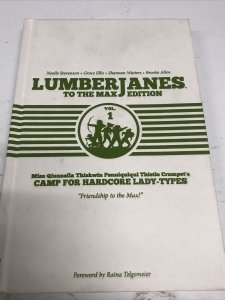 Noelle Stevenson • Grace Ellis • Shannon Watters • Brooke Allen
LUMBERJANES
TO THE MAX EDITION
VOL.
1
Miss Qiunzella Thiskwin Penniquiqul Thistle Crumpet's
CAMP FOR HARDCORE LADY-TYPES
"Friendship to the Max!"
Foreword by Raina Telgemeier